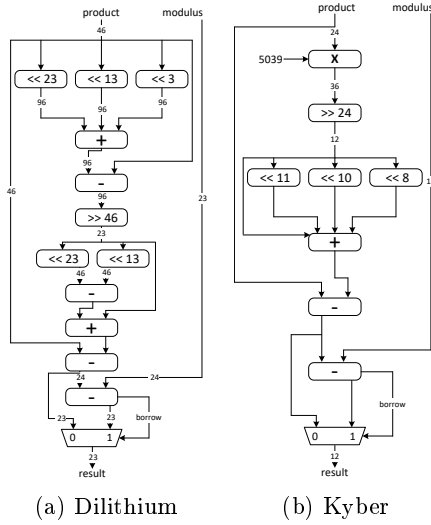 product modulus
46
<< 23 << 13 << 3
96 96 96
+
96
-
96
46
23
>> 46
23
<< 23 << 13
46 46
-
+
-
24 24
-
23 23 borrow
0 1
23
result
(a) Dilithium
product modulus
24
5039 X
36
>> 24
12
<< 11 << 10 << 8
1
+
-
-
borrow
0 1
12
result
(b) Kyber